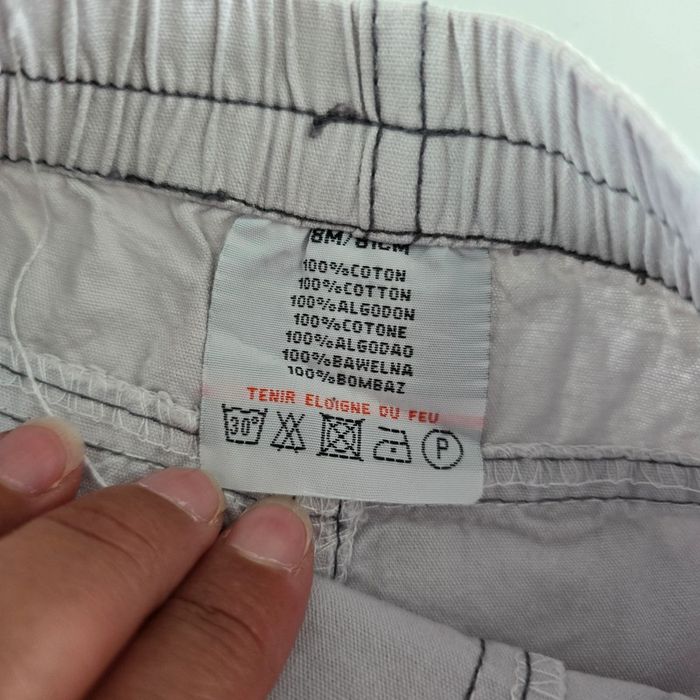 8M/81CM
100%COTON
100%COTTON
100%ALGODON
100%COTONE
100%ALGODAO
100%BAWELNA
100%BOMBAZ
TENIR ELOIGNE DU FEU
30° P